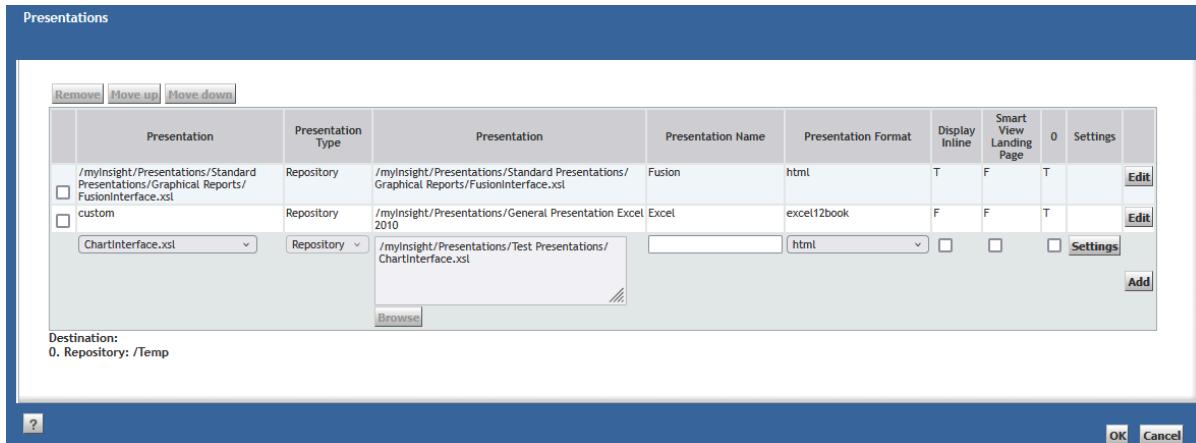 Presentations
Remove Move up Move down
Presentation Presentation Type Presentation Presentation Name Presentation Format Display Inline Smart View Landing Page 0 Settings
/myInsight/Presentations/Standard Presentations/Graphical Reports/FusionInterface.xsl Repository /myInsight/Presentations/Standard Presentations/Graphical Reports/FusionInterface.xsl Fusion html T F T Edit
custom Repository /myInsight/Presentations/General Presentation Excel 2010 Excel excel12book F F T Edit
ChartInterface.xsl Repository /myInsight/Presentations/Test Presentations/ChartInterface.xsl html Settings
Add
Browse
Destination:
0. Repository: /Temp
?
OK Cancel